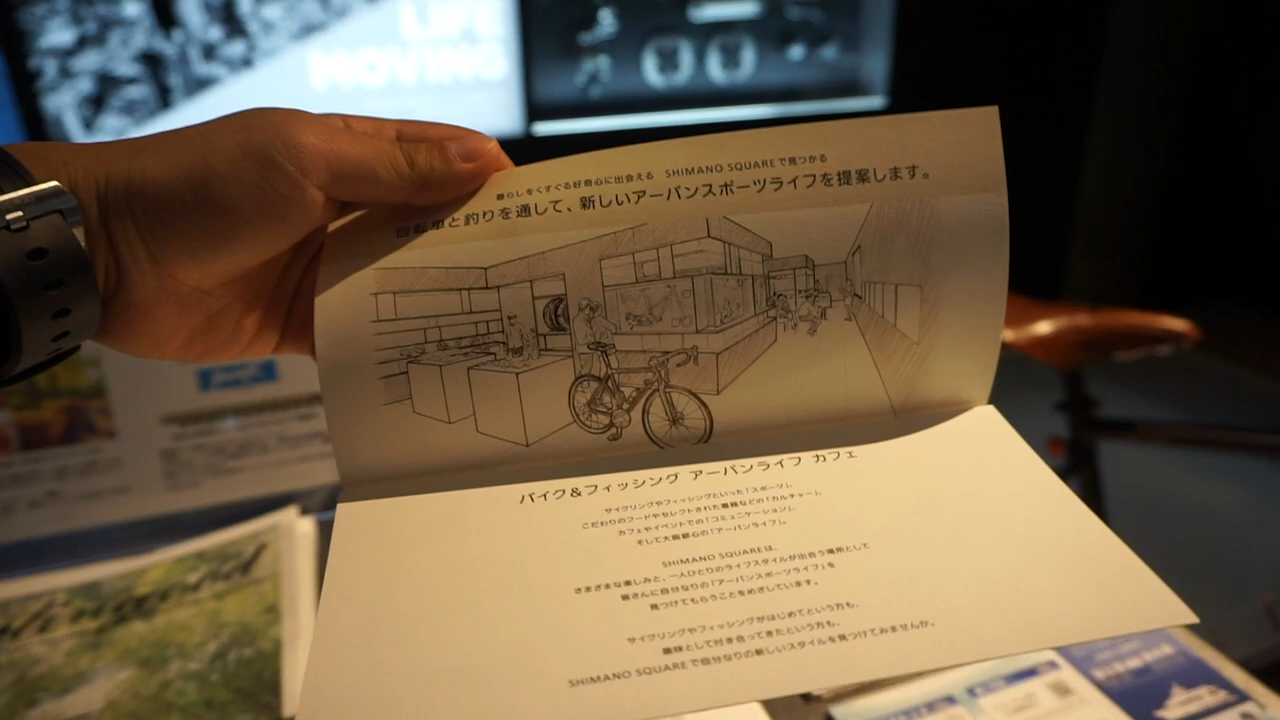 LIFE
MOVING
暮らしをくすぐる好奇心に出会える SHIMANO SQUAREで見つかる
自転車と釣りを通して、新しいアーバンスポーツライフを提案します。
バイク&フィッシング アーバンライフ カフェ
サイクリングやフィッシングといった「スポーツ」、
こだわりのフードやセレクトされた書籍などの「カルチャー」、
カフェやイベントでの「コミュニケーション」、
そして大阪都心の「アーバンライフ」。
SHIMANO SQUAREは、
さまざまな楽しみと、一人ひとりのライフスタイルが出合う場所として
皆さんに自分なりの「アーバンスポーツライフ」を
見つけてもらうことをめざしています。
サイクリングやフィッシングがはじめてという方も、
趣味として付き合ってきたという方も、
SHIMANO SQUAREで自分なりの新しいスタイルを見つけてみませんか。